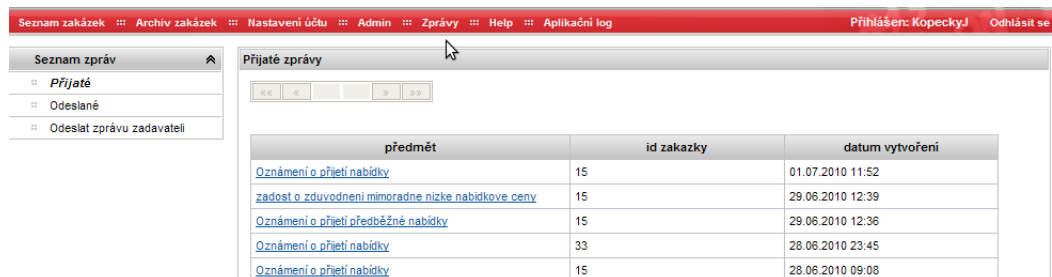 Seznam zakázek ::: Archiv zakázek ::: Nastavení účtu ::: Admin ::: Zprávy ::: Help ::: Aplikační log Přihlášen: KopeckyJ Odhlásit se
Seznam zpráv
Přijaté
Odeslané
Odeslat zprávu zadavateli
Přijaté zprávy
«« « » »»
předmět id zakazky datum vytvoření
Oznámení o přijetí nabídky 15 01.07.2010 11:52
zadost o zduvodneni mimoradne nizke nabidkove ceny 15 29.06.2010 12:39
Oznámení o přijetí předběžné nabídky 15 29.06.2010 12:36
Oznámení o přijetí nabídky 33 28.06.2010 23:45
Oznámení o přijetí nabídky 15 28.06.2010 09:08